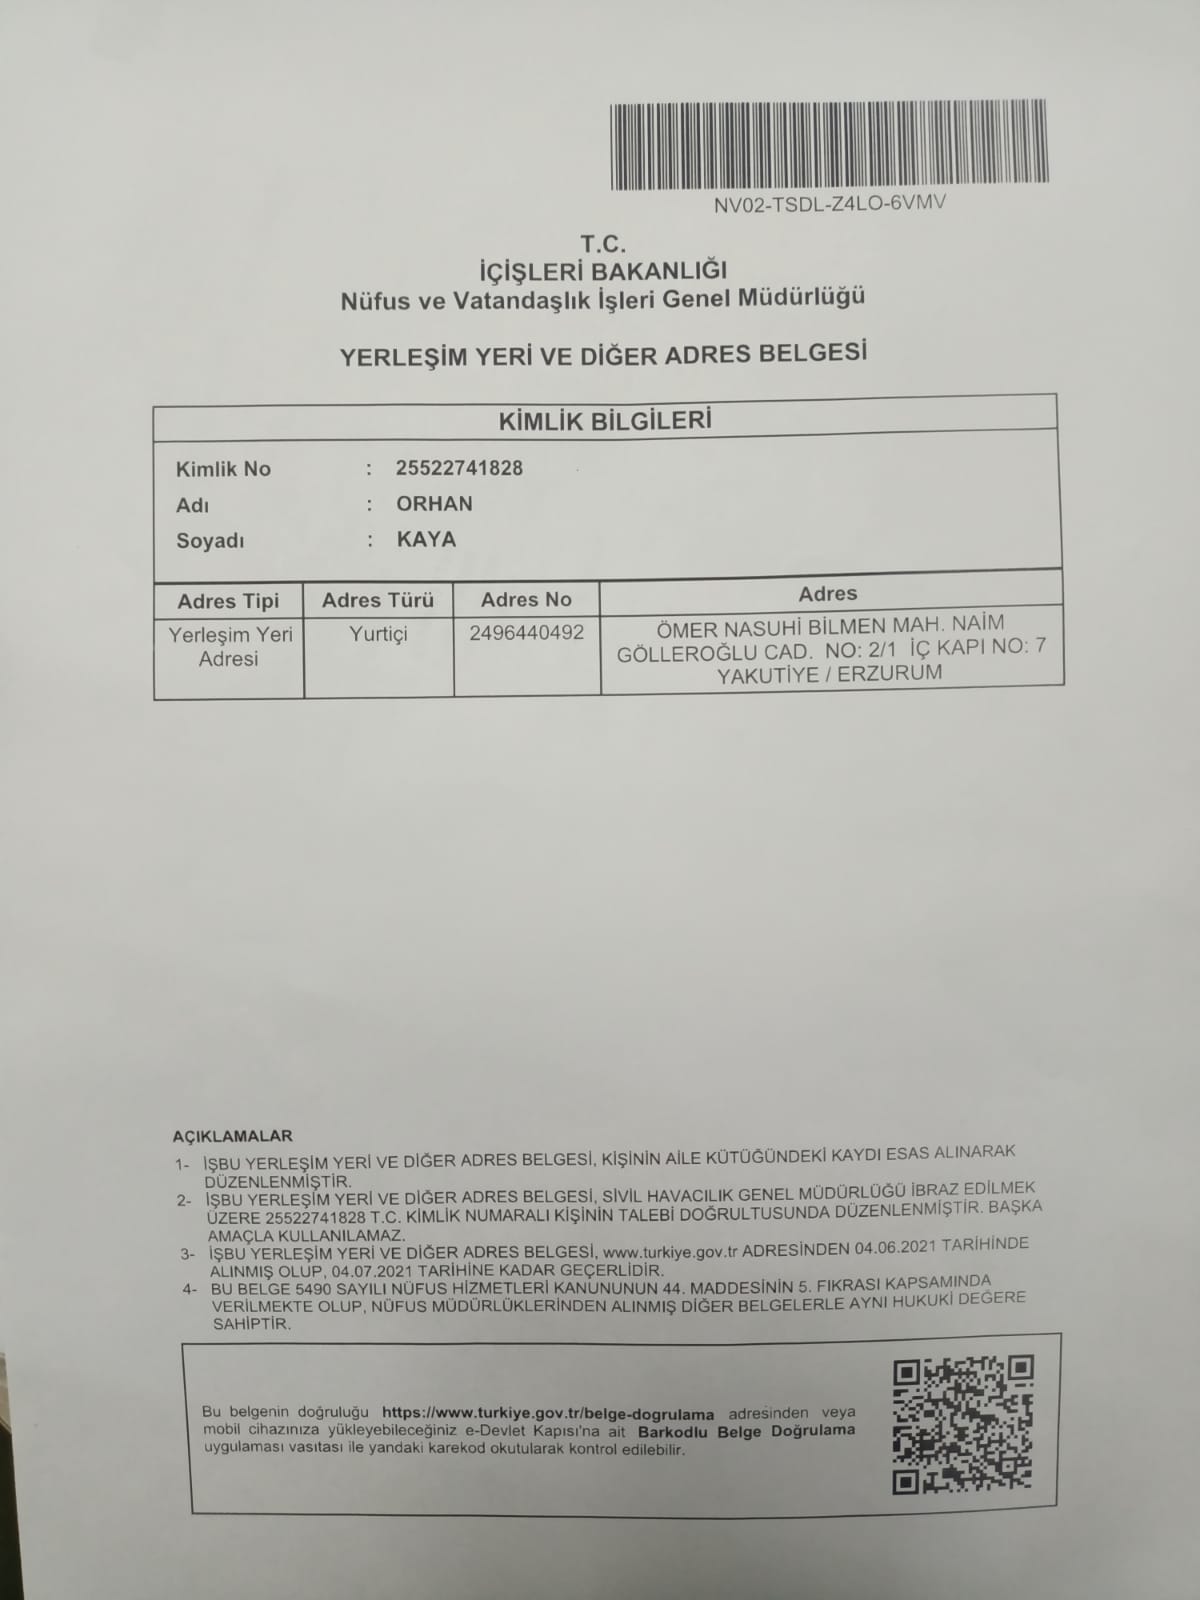 NV02-TSDL-Z4LO-6VMV
T.C.
İÇİŞLERİ BAKANLIĞI
Nüfus ve Vatandaşlık İşleri Genel Müdürlüğü
YERLEŞİM YERİ VE DİĞER ADRES BELGESİ
KİMLİK BİLGİLERİ
Kimlik No : 25522741828
Adı : ORHAN
Soyadı : KAYA
Adres Tipi Adres Türü Adres No Adres
Yerleşim Yeri Adresi Yurtiçi 2496440492 ÖMER NASUHİ BİLMEN MAH. NAİM
GÖLLEROĞLU CAD. NO: 2/1 İÇ KAPI NO: 7
YAKUTİYE / ERZURUM
AÇIKLAMALAR
1- İŞBU YERLEŞİM YERİ VE DİĞER ADRES BELGESİ, KİŞİNİN AİLE KÜTÜĞÜNDEKİ KAYDI ESAS ALINARAK
DÜZENLENMİŞTİR.
2- İŞBU YERLEŞİM YERİ VE DİĞER ADRES BELGESİ, SİVİL HAVACILIK GENEL MÜDÜRLÜĞÜ İBRAZ EDİLMEK
ÜZERE 25522741828 T.C. KİMLİK NUMARALI KİŞİNİN TALEBİ DOĞRULTUSUNDA DÜZENLENMİŞTİR. BAŞKA
AMAÇLA KULLANILAMAZ.
3- İŞBU YERLEŞİM YERİ VE DİĞER ADRES BELGESİ, www.turkiye.gov.tr ADRESİNDEN 04.06.2021 TARİHİNDE
ALINMIŞ OLUP, 04.07.2021 TARİHİNE KADAR GEÇERLİDİR.
4- BU BELGE 5490 SAYILI NÜFUS HİZMETLERİ KANUNUNUN 44. MADDESİNİN 5. FIKRASI KAPSAMINDA
VERİLMEKTE OLUP, NÜFUS MÜDÜRLÜKLERİNDEN ALINMIŞ DİĞER BELGELERLE AYNI HUKUKİ DEĞERE
SAHİPTİR.
Bu belgenin doğruluğu https://www.turkiye.gov.tr/belge-dogrulama adresinden veya
mobil cihazınıza yükleyebileceğiniz e-Devlet Kapısı'na ait Barkodlu Belge Doğrulama
uygulaması vasıtası ile yandaki karekod okutularak kontrol edilebilir.